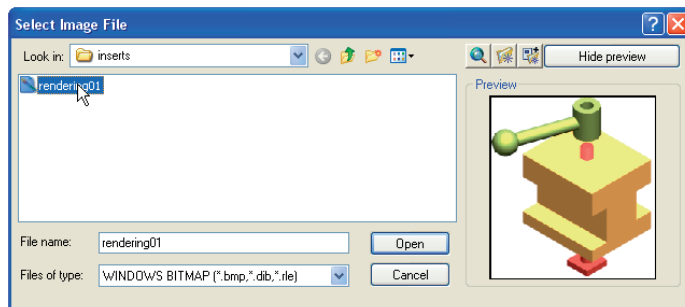 Select Image File
Look in: inserts
Hide preview
rendering01
Preview
File name: rendering01
Open
Files of type: WINDOWS BITMAP (*.bmp,*.dib,*.rle)
Cancel